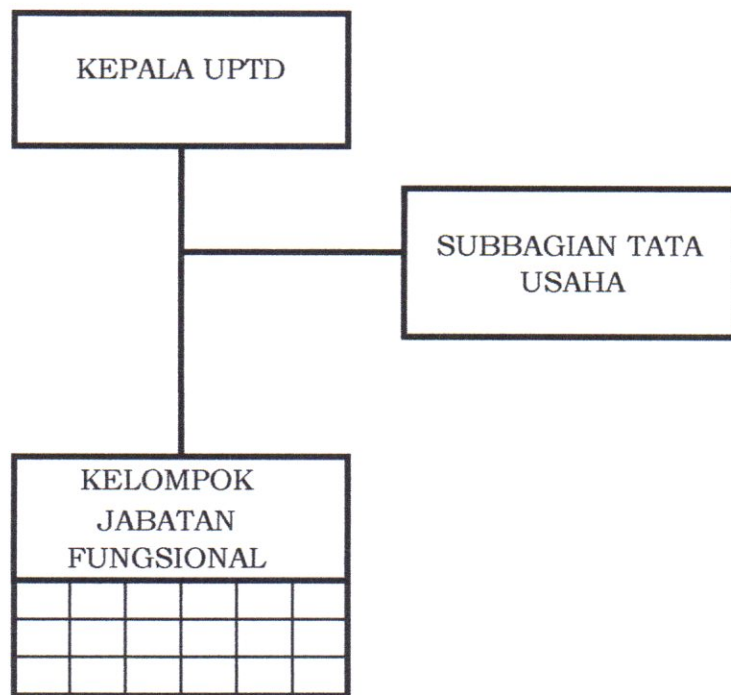 KEPALA UPTD
SUBBAGIAN TATA
USAHA
KELOMPOK
JABATAN
FUNGSIONAL